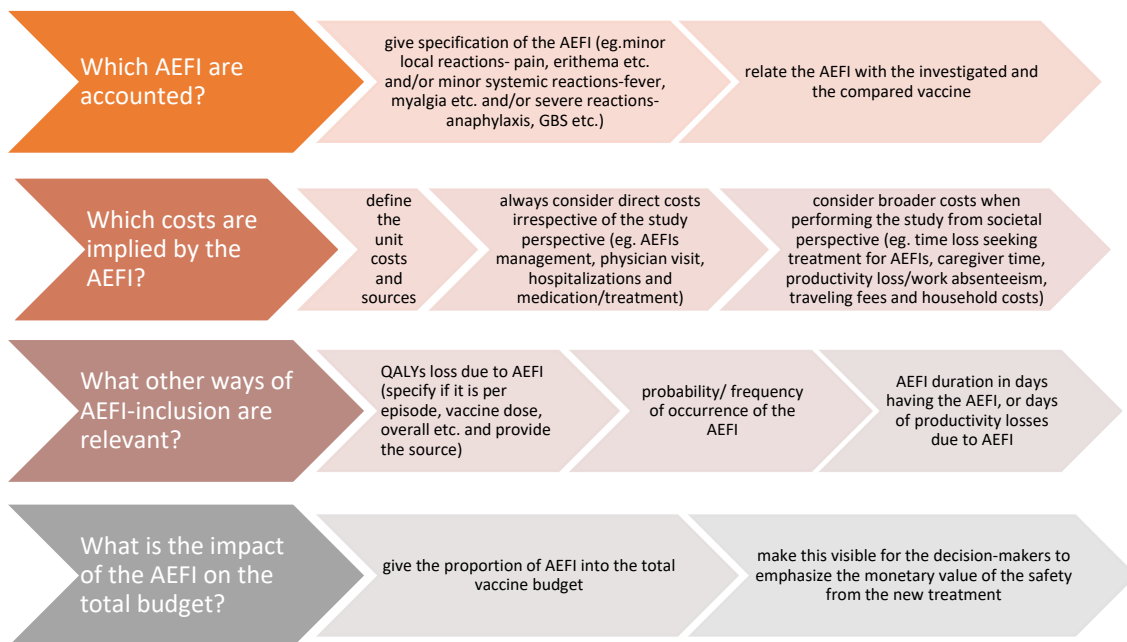 Which AEFI are
accounted?
give specification of the AEFI (eg.minor
local reactions- pain, erithema etc.
and/or minor systemic reactions-fever,
myalgia etc. and/or severe reactions-
anaphylaxis, GBS etc.)
relate the AEFI with the investigated and
the compared vaccine
Which costs are
implied by the
AEFI?
define
the
unit
costs
and
sources
always consider direct costs
irrespective of the study
perspective (eg. AEFIs
management, physician visit,
hospitalizations and
medication/treatment)
consider broader costs when
performing the study from societal
perspective (eg. time loss seeking
treatment for AEFIs, caregiver time,
productivity loss/work absenteeism,
traveling fees and household costs)
What other ways of
AEFI-inclusion are
relevant?
QALYs loss due to AEFI
(specify if it is per
episode, vaccine dose,
overall etc. and provide
the source)
probability/ frequency
of occurrence of the
AEFI
AEFI duration in days
having the AEFI, or days
of productivity losses
due to AEFI
What is the impact
of the AEFI on the
total budget?
give the proportion of AEFI into the total
vaccine budget
make this visible for the decision-makers to
emphasize the monetary value of the safety
from the new treatment